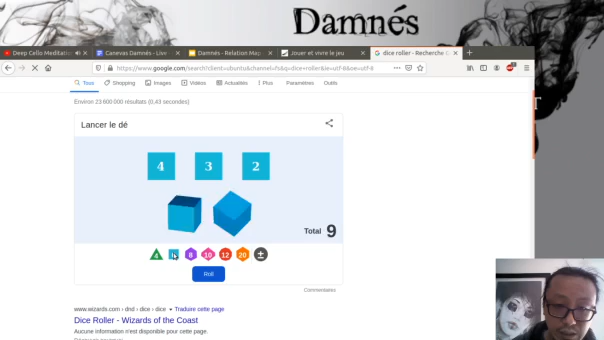 Damnés
Deep Cello Meditati
Canevas Damnés - Livr
Damnés - Relation Map
Jouer et vivre le jeu
dice roller - Recherche
https://www.google.com/search?client=ubuntu&channel=fs&q=dice+roller&ie=utf-8&oe=utf-8
Tous
Shopping
Images
Vidéos
Actualités
Plus
Paramètres
Outils
Environ 23 600 000 résultats (0,43 secondes)
Lancer le dé
4 3 2
Total 9
4 8 10 12 20 ±
Roll
Commentaires
www.wizards.com › dnd › dice › dice ▾ Traduire cette page
Dice Roller - Wizards of the Coast
Aucune information n'est disponible pour cette page.